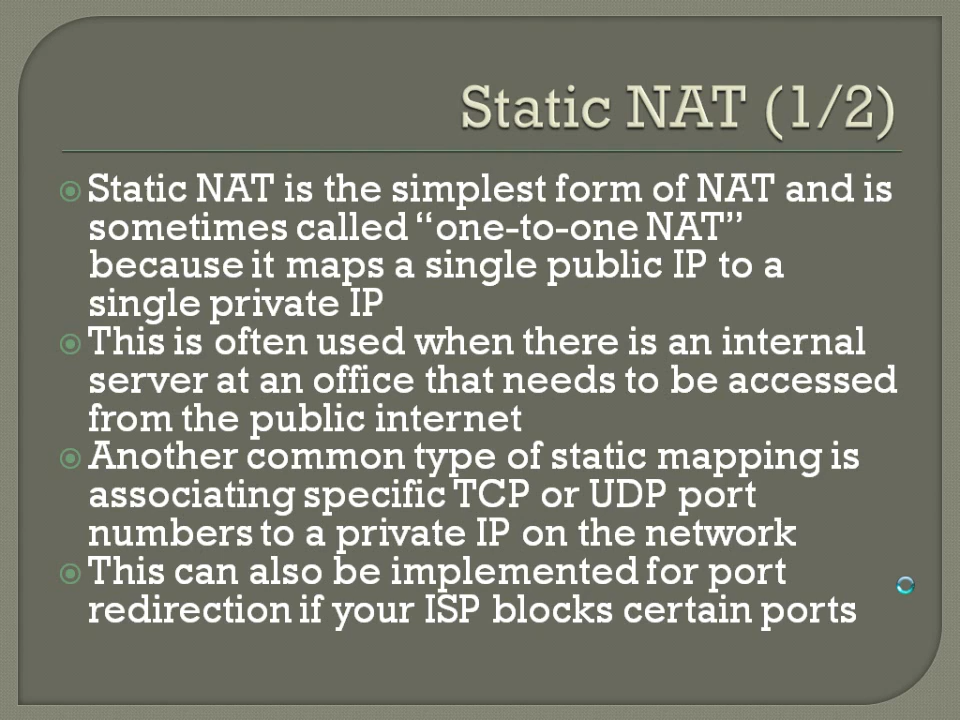 Static NAT (1/2)
Static NAT is the simplest form of NAT and is
sometimes called “one-to-one NAT”
because it maps a single public IP to a
single private IP
This is often used when there is an internal
server at an office that needs to be accessed
from the public internet
Another common type of static mapping is
associating specific TCP or UDP port
numbers to a private IP on the network
This can also be implemented for port
redirection if your ISP blocks certain ports